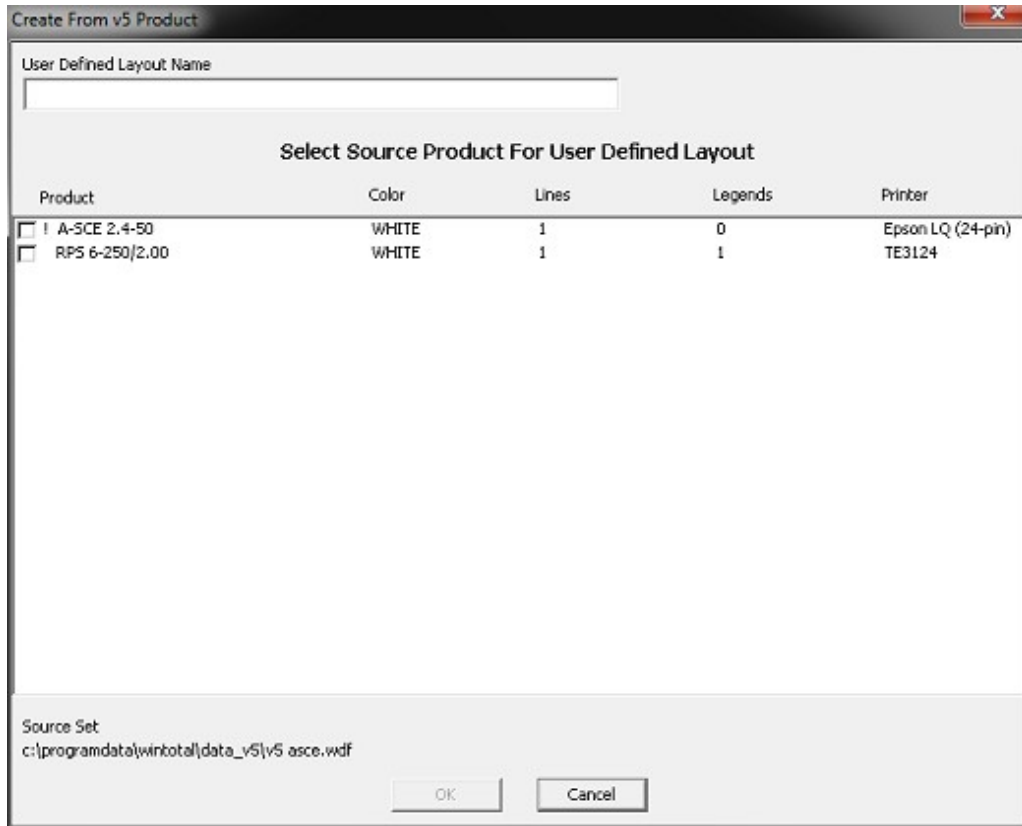 Create From v5 Product
User Defined Layout Name
Select Source Product For User Defined Layout
Product Color Lines Legends Printer
! A-SCE 2.4-50 WHITE 1 0 Epson LQ (24-pin)
RPS 6-250/2.00 WHITE 1 1 TE3124
Source Set
c:\programdata\wintotal\data_v5\v5 asce.wdf
OK Cancel